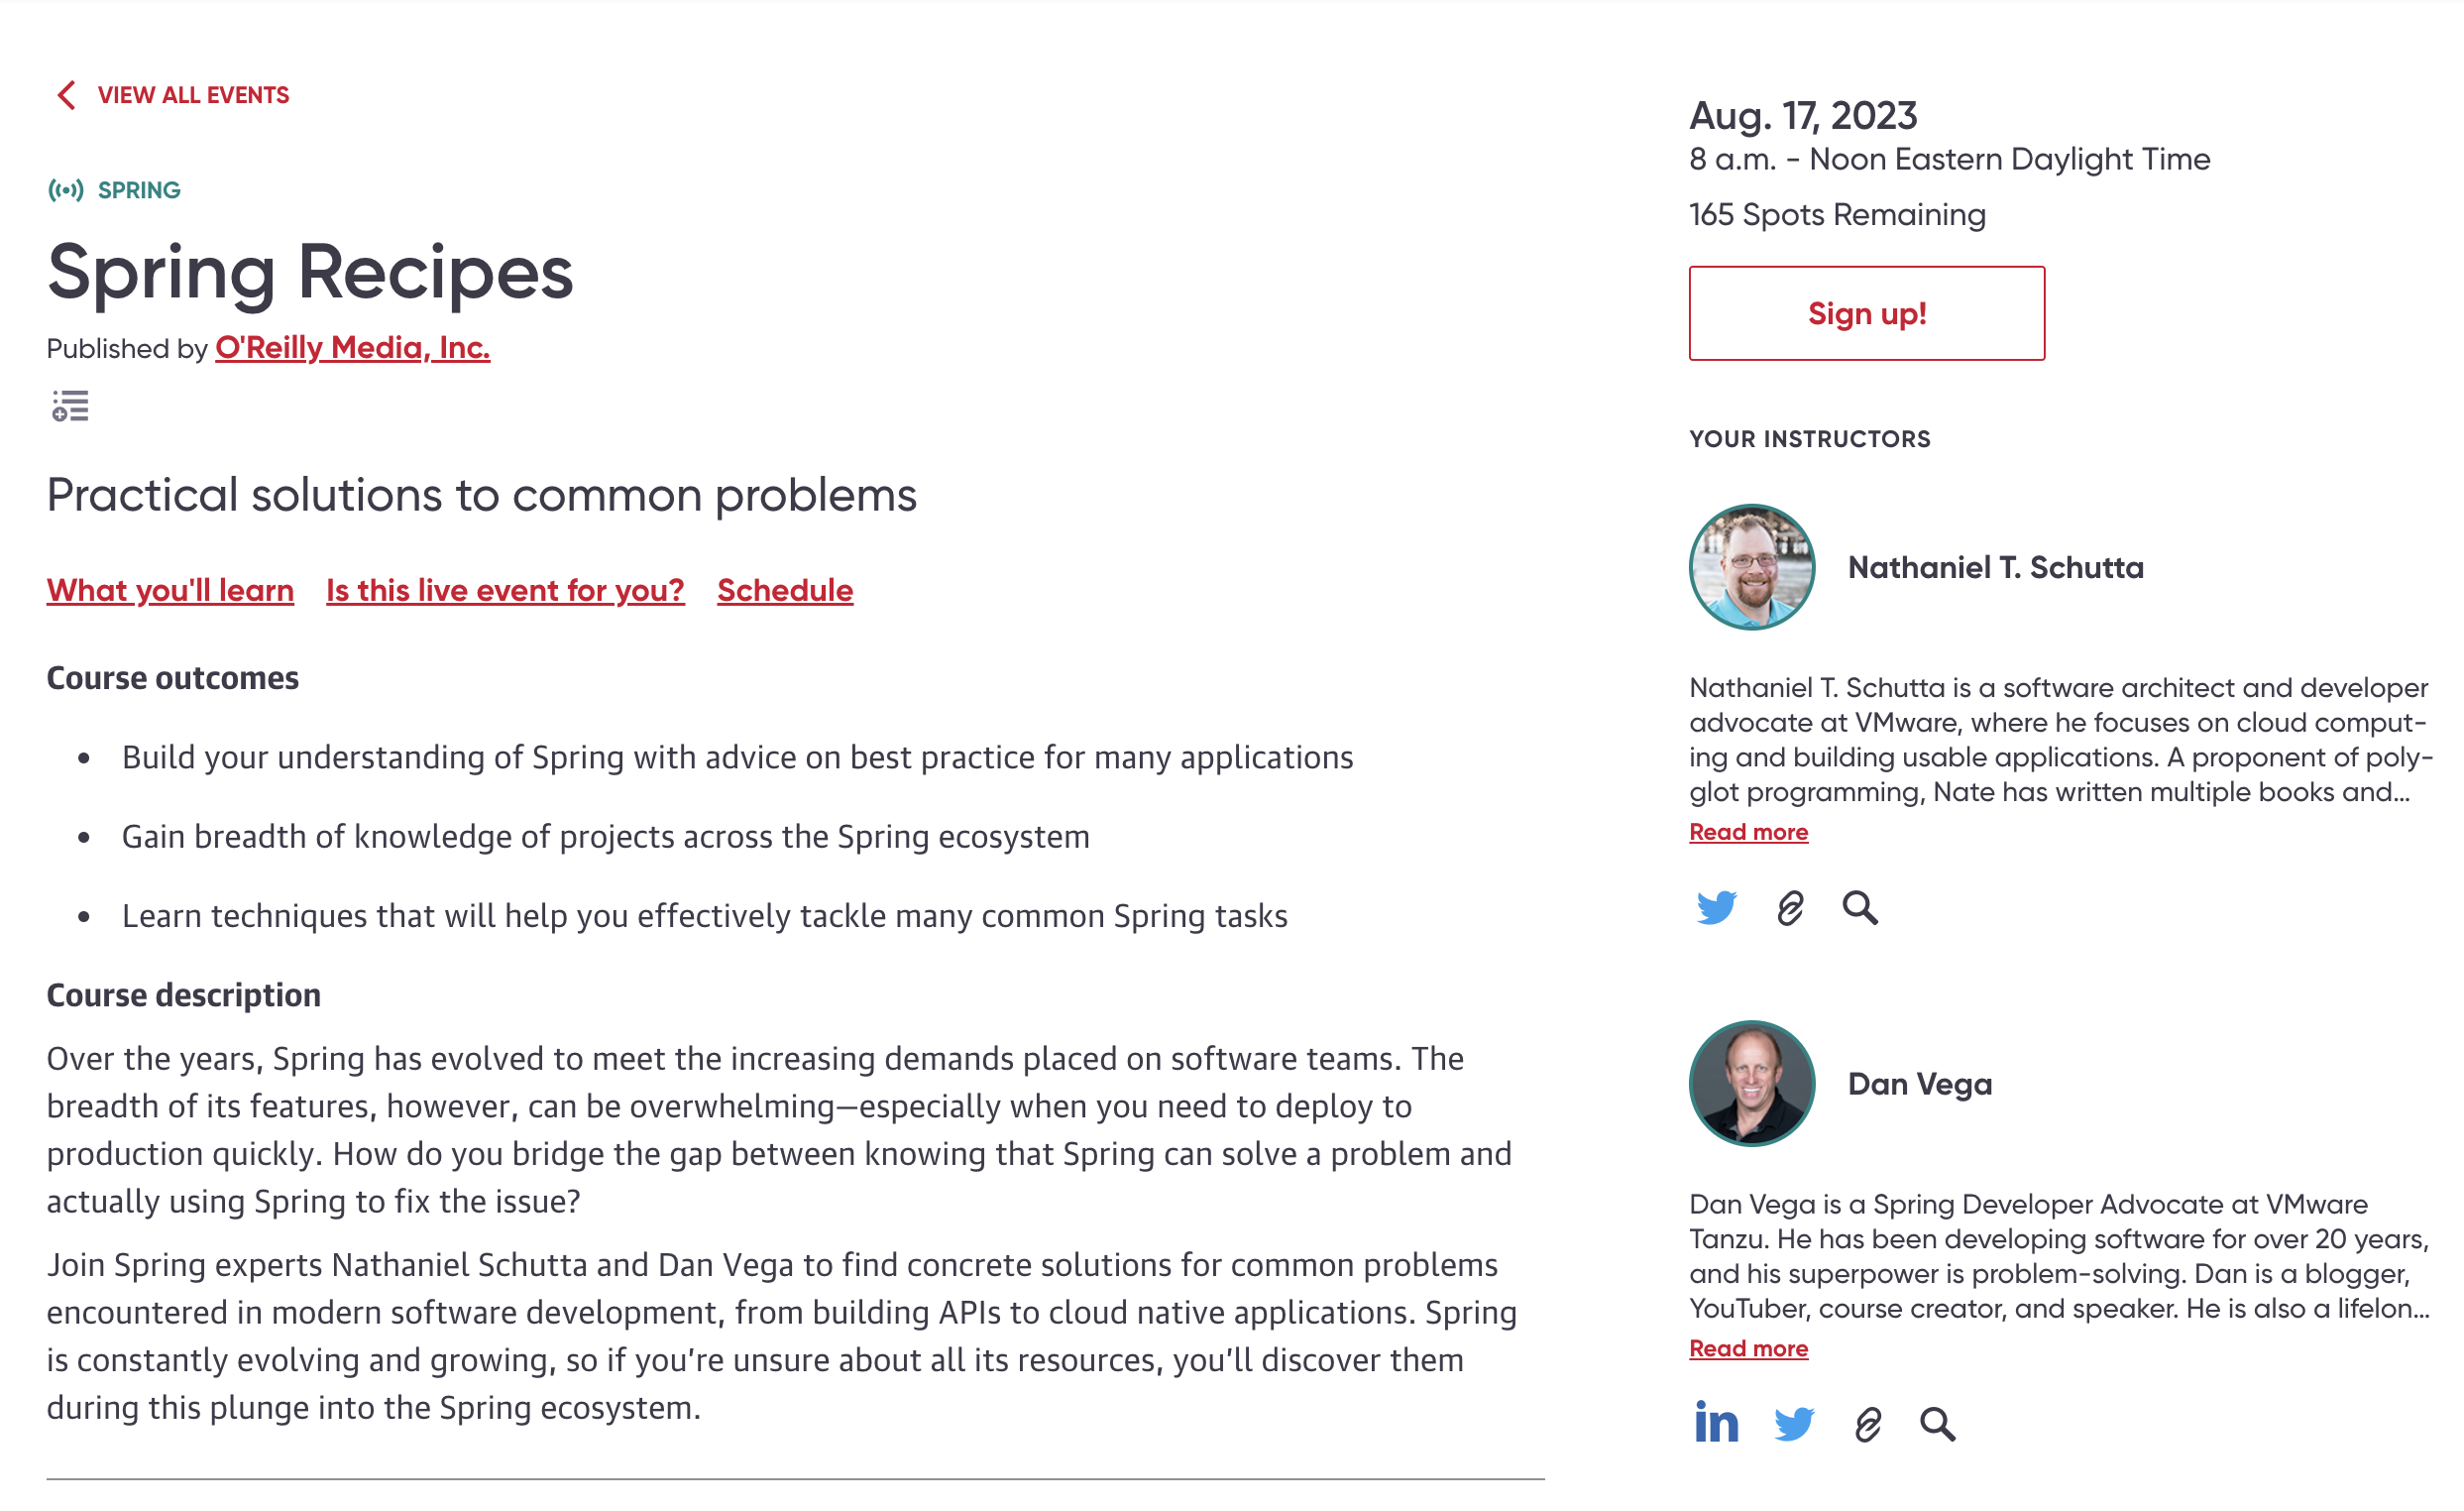 VIEW ALL EVENTS
SPRING
Spring Recipes
Published by O'Reilly Media, Inc.
Practical solutions to common problems
What you'll learn Is this live event for you? Schedule
Course outcomes
• Build your understanding of Spring with advice on best practice for many applications
• Gain breadth of knowledge of projects across the Spring ecosystem
• Learn techniques that will help you effectively tackle many common Spring tasks
Course description
Over the years, Spring has evolved to meet the increasing demands placed on software teams. The
breadth of its features, however, can be overwhelming—especially when you need to deploy to
production quickly. How do you bridge the gap between knowing that Spring can solve a problem and
actually using Spring to fix the issue?
Join Spring experts Nathaniel Schutta and Dan Vega to find concrete solutions for common problems
encountered in modern software development, from building APIs to cloud native applications. Spring
is constantly evolving and growing, so if you’re unsure about all its resources, you’ll discover them
during this plunge into the Spring ecosystem.
Aug. 17, 2023
8 a.m. - Noon Eastern Daylight Time
165 Spots Remaining
Sign up!
YOUR INSTRUCTORS
Nathaniel T. Schutta
Nathaniel T. Schutta is a software architect and developer
advocate at VMware, where he focuses on cloud comput-
ing and building usable applications. A proponent of poly-
glot programming, Nate has written multiple books and...
Read more
Dan Vega
Dan Vega is a Spring Developer Advocate at VMware
Tanzu. He has been developing software for over 20 years,
and his superpower is problem-solving. Dan is a blogger,
YouTuber, course creator, and speaker. He is also a lifelon...
Read more
in